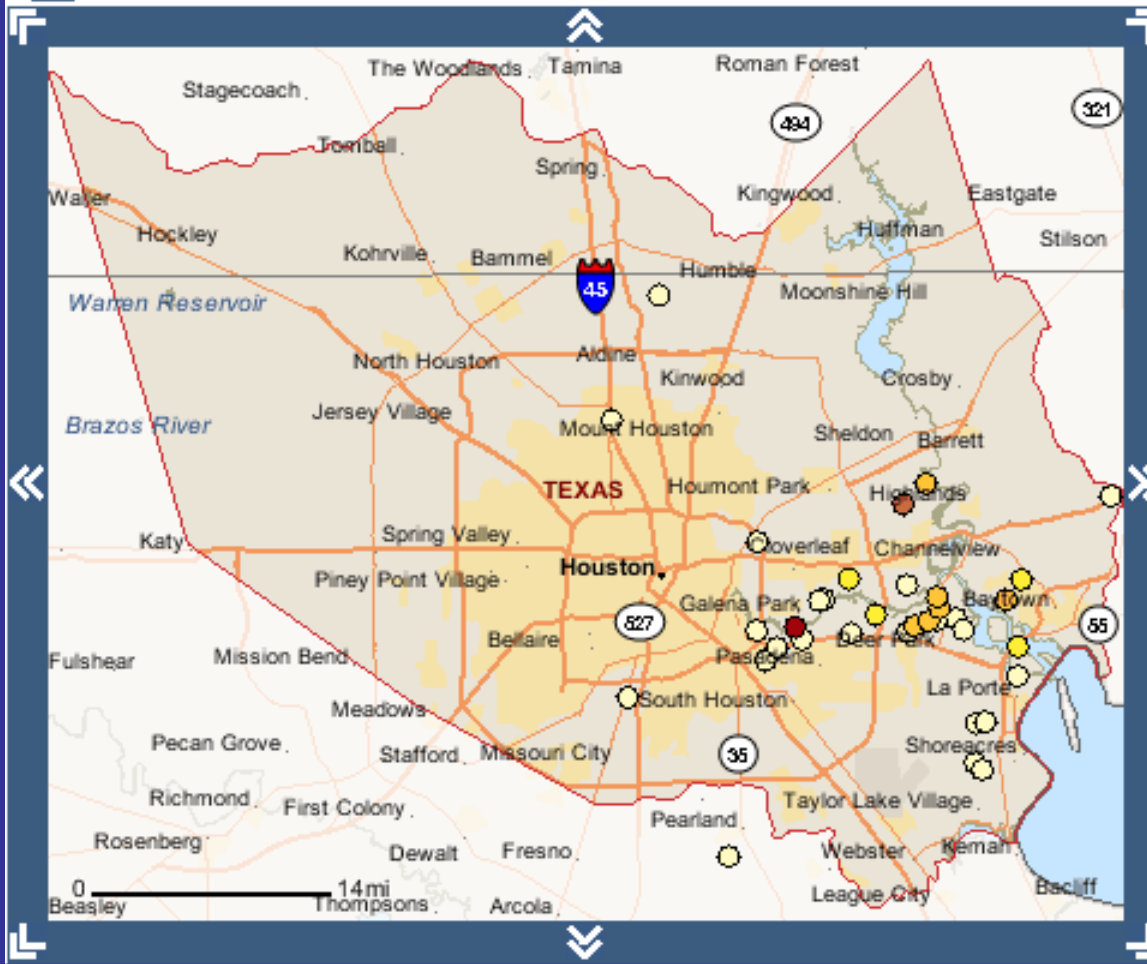 The Woodlands
Tamina
Roman Forest
Stagecoach
494
321
Tomball
Spring
Kingwood
Eastgate
Waller
Hockley
Huffman
Stilson
Kohrville
Bammel
Humble
45
Moonshine Hill
Warren Reservoir
North Houston
Aldine
Kinwood
Crosby
Jersey Village
Brazos River
Mount Houston
Sheldon
Barrett
TEXAS
Houmont Park
Highlands
Katy
Spring Valley
Cloverleaf
Channelview
Houston
Piney Point Village
Galena Park
Baytown
527
55
Bellaire
Deer Park
Fulshear
Mission Bend
Pasadena
La Porte
Meadows
South Houston
Pecan Grove
Stafford
Missouri City
35
Shoreacres
Richmond
First Colony
Taylor Lake Village
Pearland
Rosenberg
Dewalt
Fresno
Webster
Kemah
0 14mi
Beasley
Thompsons
Arcola
League City
Bacliff